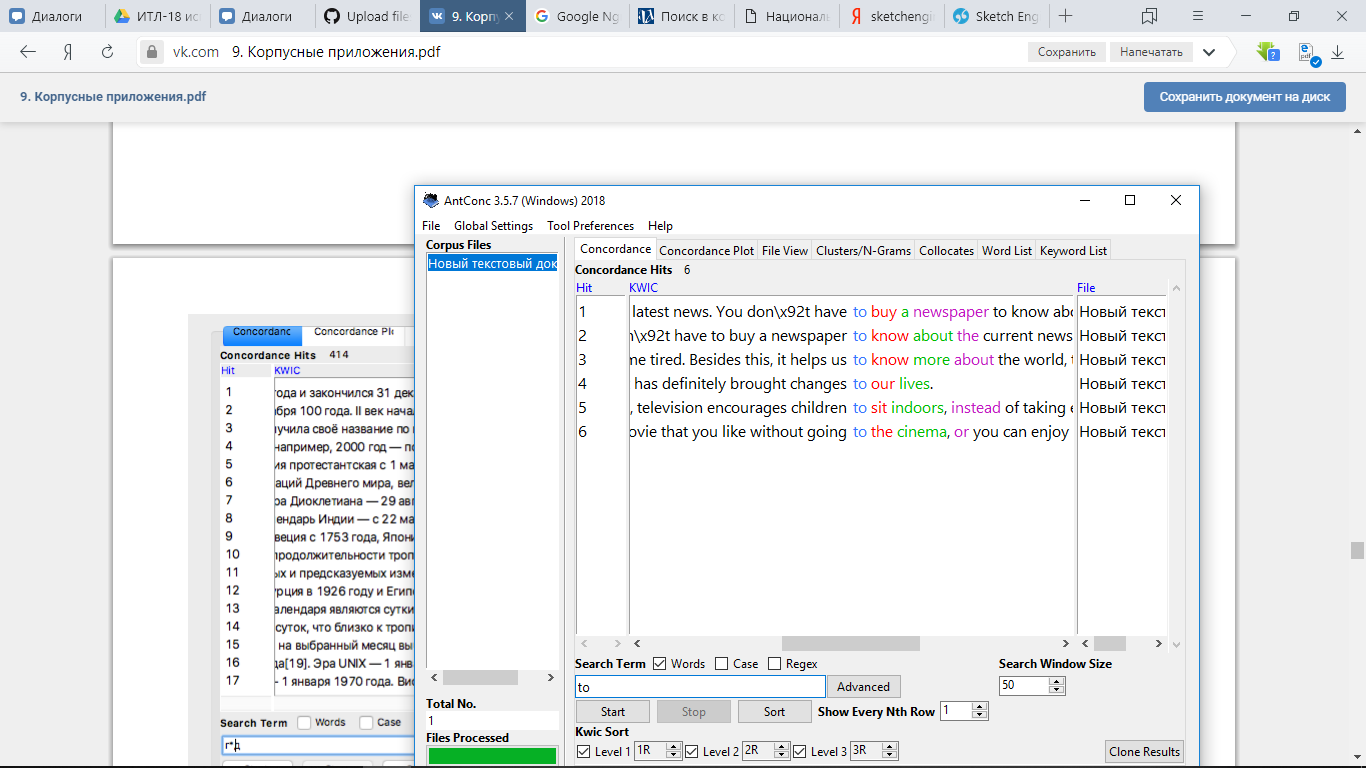 Диалоги
ИТЛ-18 ис
Диалоги
Upload file
9. Корпу
Google Ng
Поиск в ко
Национал
sketchengi
Sketch Eng
vk.com 9. Корпусные приложения.pdf
Сохранить
Напечатать
9. Корпусные приложения.pdf
Сохранить документ на диск
AntConc 3.5.7 (Windows) 2018
File Global Settings Tool Preferences Help
Corpus Files
Новый текстовый док
Concordance Concordance Plot File View Clusters/N-Grams Collocates Word List Keyword List
Concordance Hits 6
Hit KWIC File
1 latest news. You don\x92t have to buy a newspaper to know abo Новый текст
2 n\x92t have to buy a newspaper to know about the current news Новый текст
3 me tired. Besides this, it helps us to know more about the world, t Новый текст
4 has definitely brought changes to our lives. Новый текст
5 , television encourages children to sit indoors, instead of taking e Новый текст
6 ovie that you like without going to the cinema, or you can enjoy Новый текст
Search Term Words Case Regex
Search Window Size
to
Advanced
50
Start Stop Sort Show Every Nth Row 1
Kwic Sort
Level 1 1R Level 2 2R Level 3 3R
Clone Results
Total No.
1
Files Processed
Concordanc Concordance Plo
Concordance Hits 414
Hit KWIC
1 года и закончился 31 дек
2 бря 100 года. II век нача
3 лучила своё название по
4 например, 2000 год — по
5 ия протестантская с 1 ма
6 аций Древнего мира, вел
7 ра Диоклетиана — 29 авг
8 ендарь Индии — с 22 ма
9 веция с 1753 года, Япони
10 продолжительности троп
11 ых и предсказуемых изме
12 урция в 1926 году и Егип
13 алендаря являются сутки
14 суток, что близко к тропи
15 на выбранный месяц вы
16 да[19]. Эра UNIX — 1 янв
17 - 1 января 1970 года. Вис
Search Term Words Case
г*д